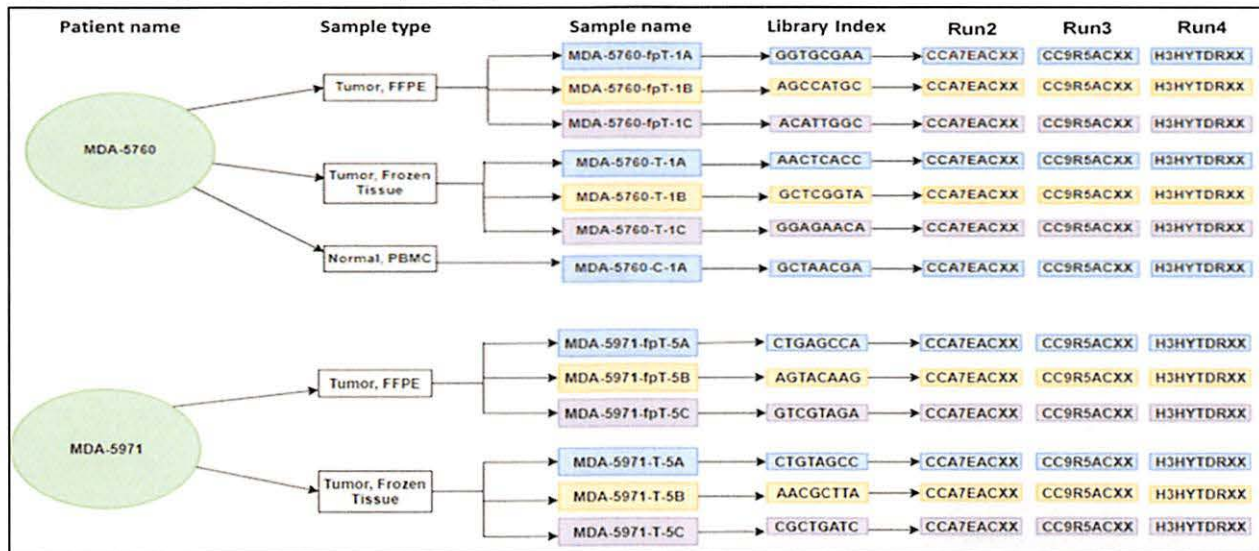 Patient name Sample type Sample name Library Index Run2 Run3 Run4
MDA-5760
Tumor, FFPE
MDA-5760-fpT-1A GGTGCGAA CCA7EACXX CC9R5ACXX H3HYTDRXX
MDA-5760-fpT-1B AGCCATGC CCA7EACXX CC9R5ACXX H3HYTDRXX
MDA-5760-fpT-1C ACATTGGC CCA7EACXX CC9R5ACXX H3HYTDRXX
Tumor, Frozen
Tissue
MDA-5760-T-1A AACTCACC CCA7EACXX CC9R5ACXX H3HYTDRXX
MDA-5760-T-1B GCTCGGTA CCA7EACXX CC9R5ACXX H3HYTDRXX
MDA-5760-T-1C GGAGAACA CCA7EACXX CC9R5ACXX H3HYTDRXX
Normal, PBMC
MDA-5760-C-1A GCTAACGA CCA7EACXX CC9R5ACXX H3HYTDRXX
MDA-5971
Tumor, FFPE
MDA-5971-fpT-5A CTGAGCCA CCA7EACXX CC9R5ACXX H3HYTDRXX
MDA-5971-fpT-5B AGTACAAG CCA7EACXX CC9R5ACXX H3HYTDRXX
MDA-5971-fpT-5C GTCGTAGA CCA7EACXX CC9R5ACXX H3HYTDRXX
Tumor, Frozen
Tissue
MDA-5971-T-5A CTGTAGCC CCA7EACXX CC9R5ACXX H3HYTDRXX
MDA-5971-T-5B AACGCTTA CCA7EACXX CC9R5ACXX H3HYTDRXX
MDA-5971-T-5C CGCTGATC CCA7EACXX CC9R5ACXX H3HYTDRXX